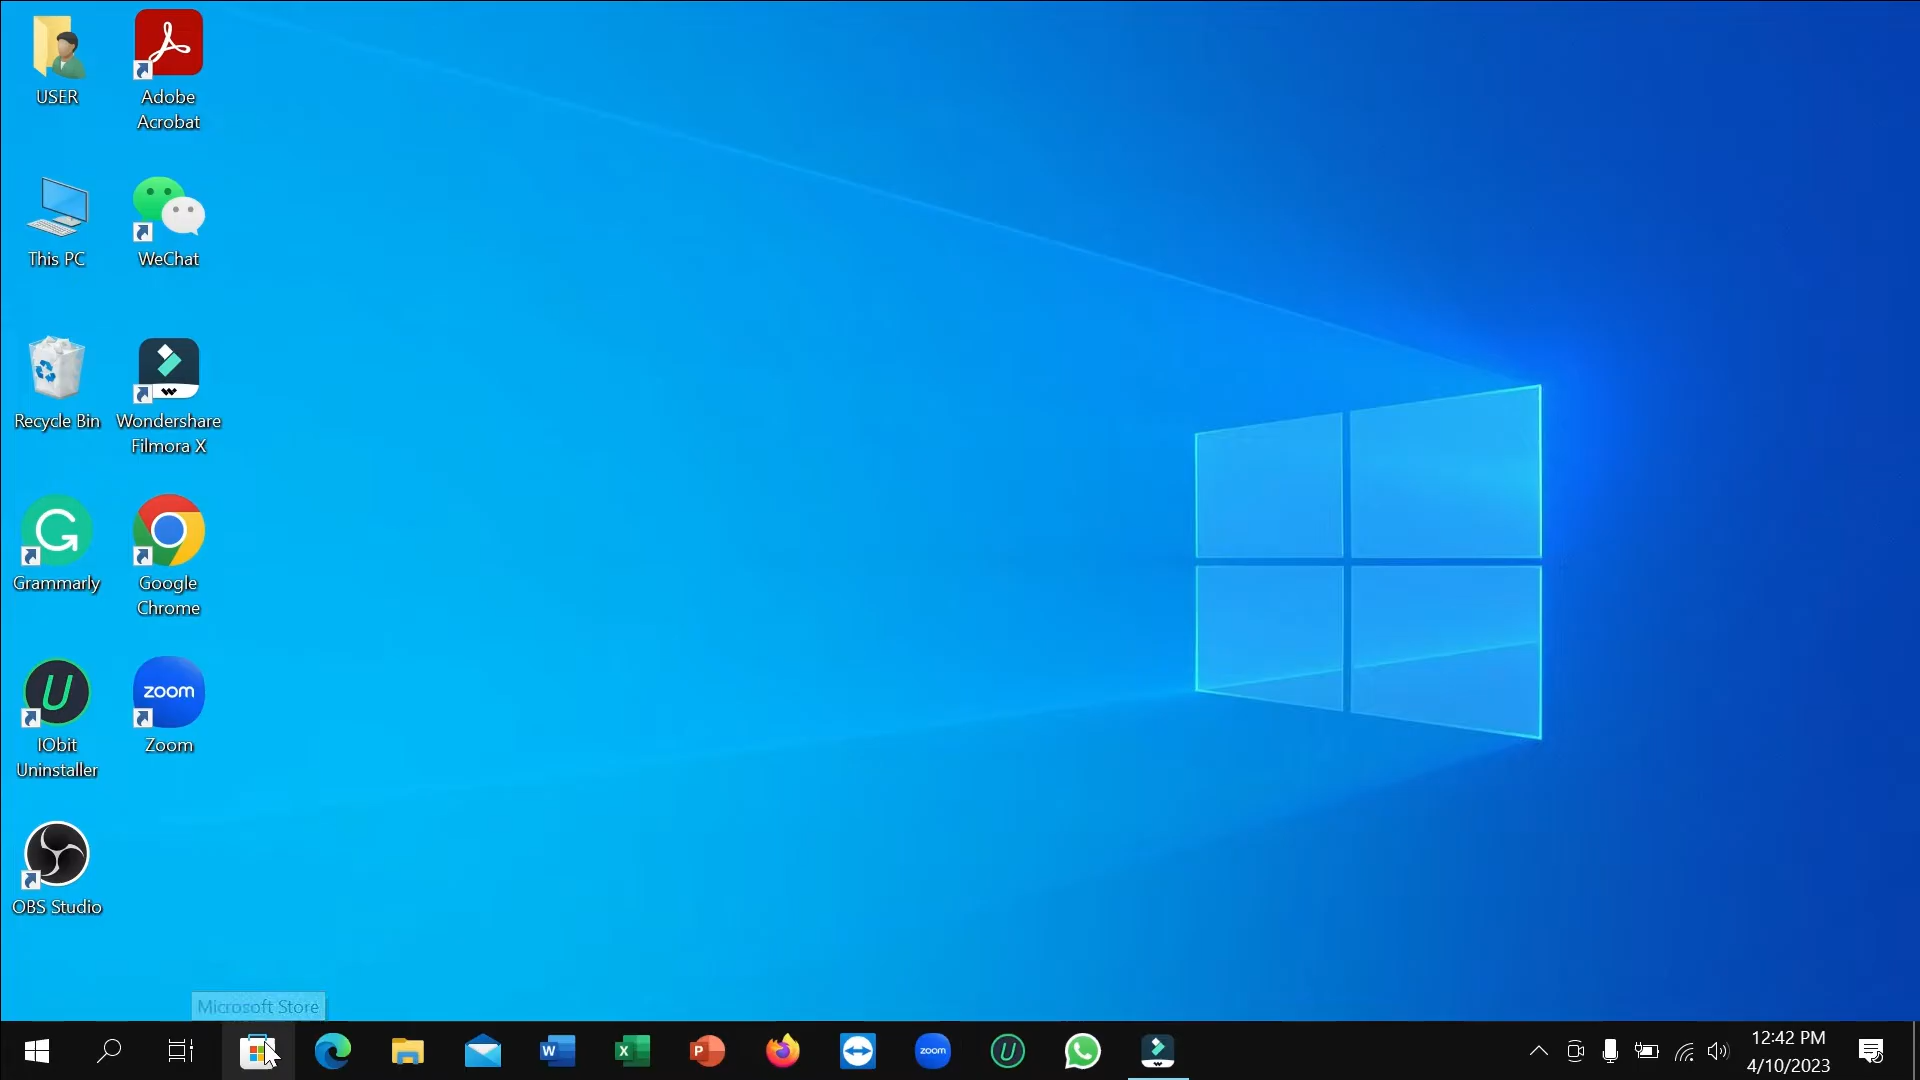 USER
Adobe
Acrobat
This PC
WeChat
Recycle Bin
Wondershare
Filmora X
Grammarly
Google
Chrome
zoom
IObit
Uninstaller
Zoom
OBS Studio
Microsoft Store
W
X
P
zoom
12:42 PM
4/10/2023